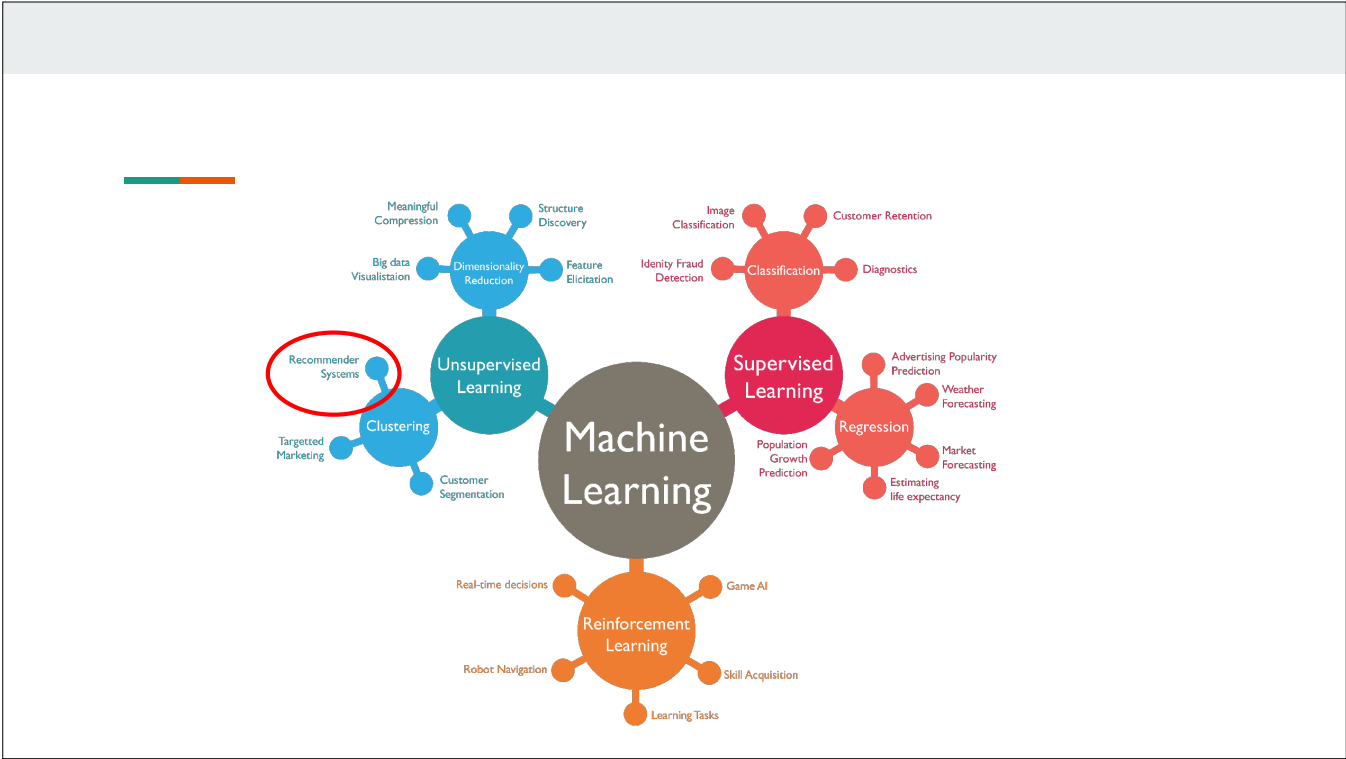 Meaningful
Compression
Structure
Discovery
Big data
Visualistaion
Dimensionality
Reduction
Feature
Elicitation
Image
Classification
Customer Retention
Idenity Fraud
Detection
Classification
Diagnostics
Recommender
Systems
Unsupervised
Learning
Clustering
Targetted
Marketing
Customer
Segmentation
Machine
Learning
Supervised
Learning
Advertising Popularity
Prediction
Weather
Forecasting
Regression
Population
Growth
Prediction
Market
Forecasting
Estimating
life expectancy
Real-time decisions
Game AI
Reinforcement
Learning
Robot Navigation
Skill Acquisition
Learning Tasks